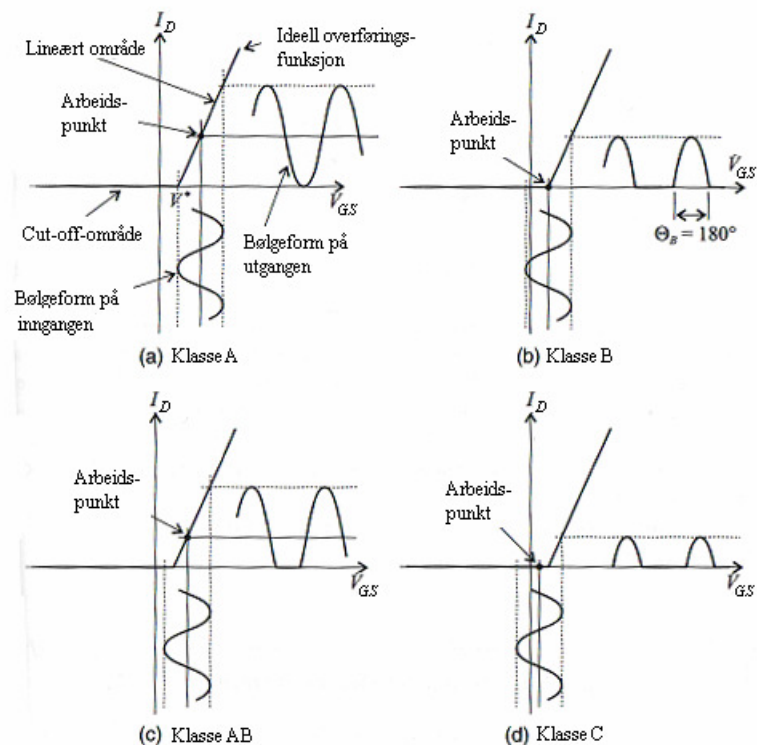 I_D
Ideell overførings-
funksjon
Lineært område
Arbeids-
punkt
V*
V_GS
Cut-off-område
Bølgeform på
utgangen
Bølgeform på
inngangen
(a) Klasse A
I_D
Arbeids-
punkt
V_GS
Θ_B = 180°
(b) Klasse B
I_D
Arbeids-
punkt
V_GS
(c) Klasse AB
I_D
Arbeids-
punkt
V_GS
(d) Klasse C